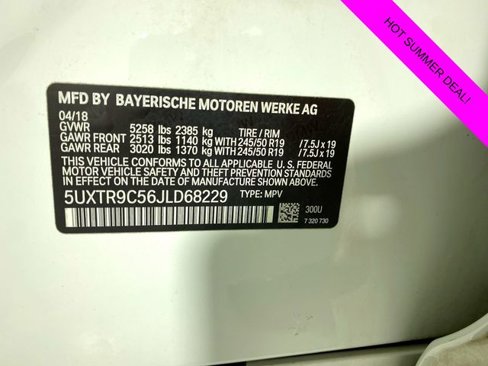 HOT SUMMER DEAL!
MFD BY BAYERISCHE MOTOREN WERKE AG
04/18
GVWR 5258 lbs 2385 kg TIRE / RIM
GAWR FRONT 2513 lbs 1140 kg 245/50 R19 /7.5J x 19
GAWR REAR 3020 lbs 1370 kg 245/50 R19 /7.5J x 19
THIS VEHICLE CONFORMS TO ALL APPLICABLE U. S. FEDERAL
MOTOR VEHICLE SAFETY, BUMPER, AND THEFT PREVENTION
STANDARDS IN EFFECT ON THE DATE OF MANUFACTURE SHOWN ABOVE.
5UXTR9C56JLD68229 TYPE: MPV
300U
7 320 730